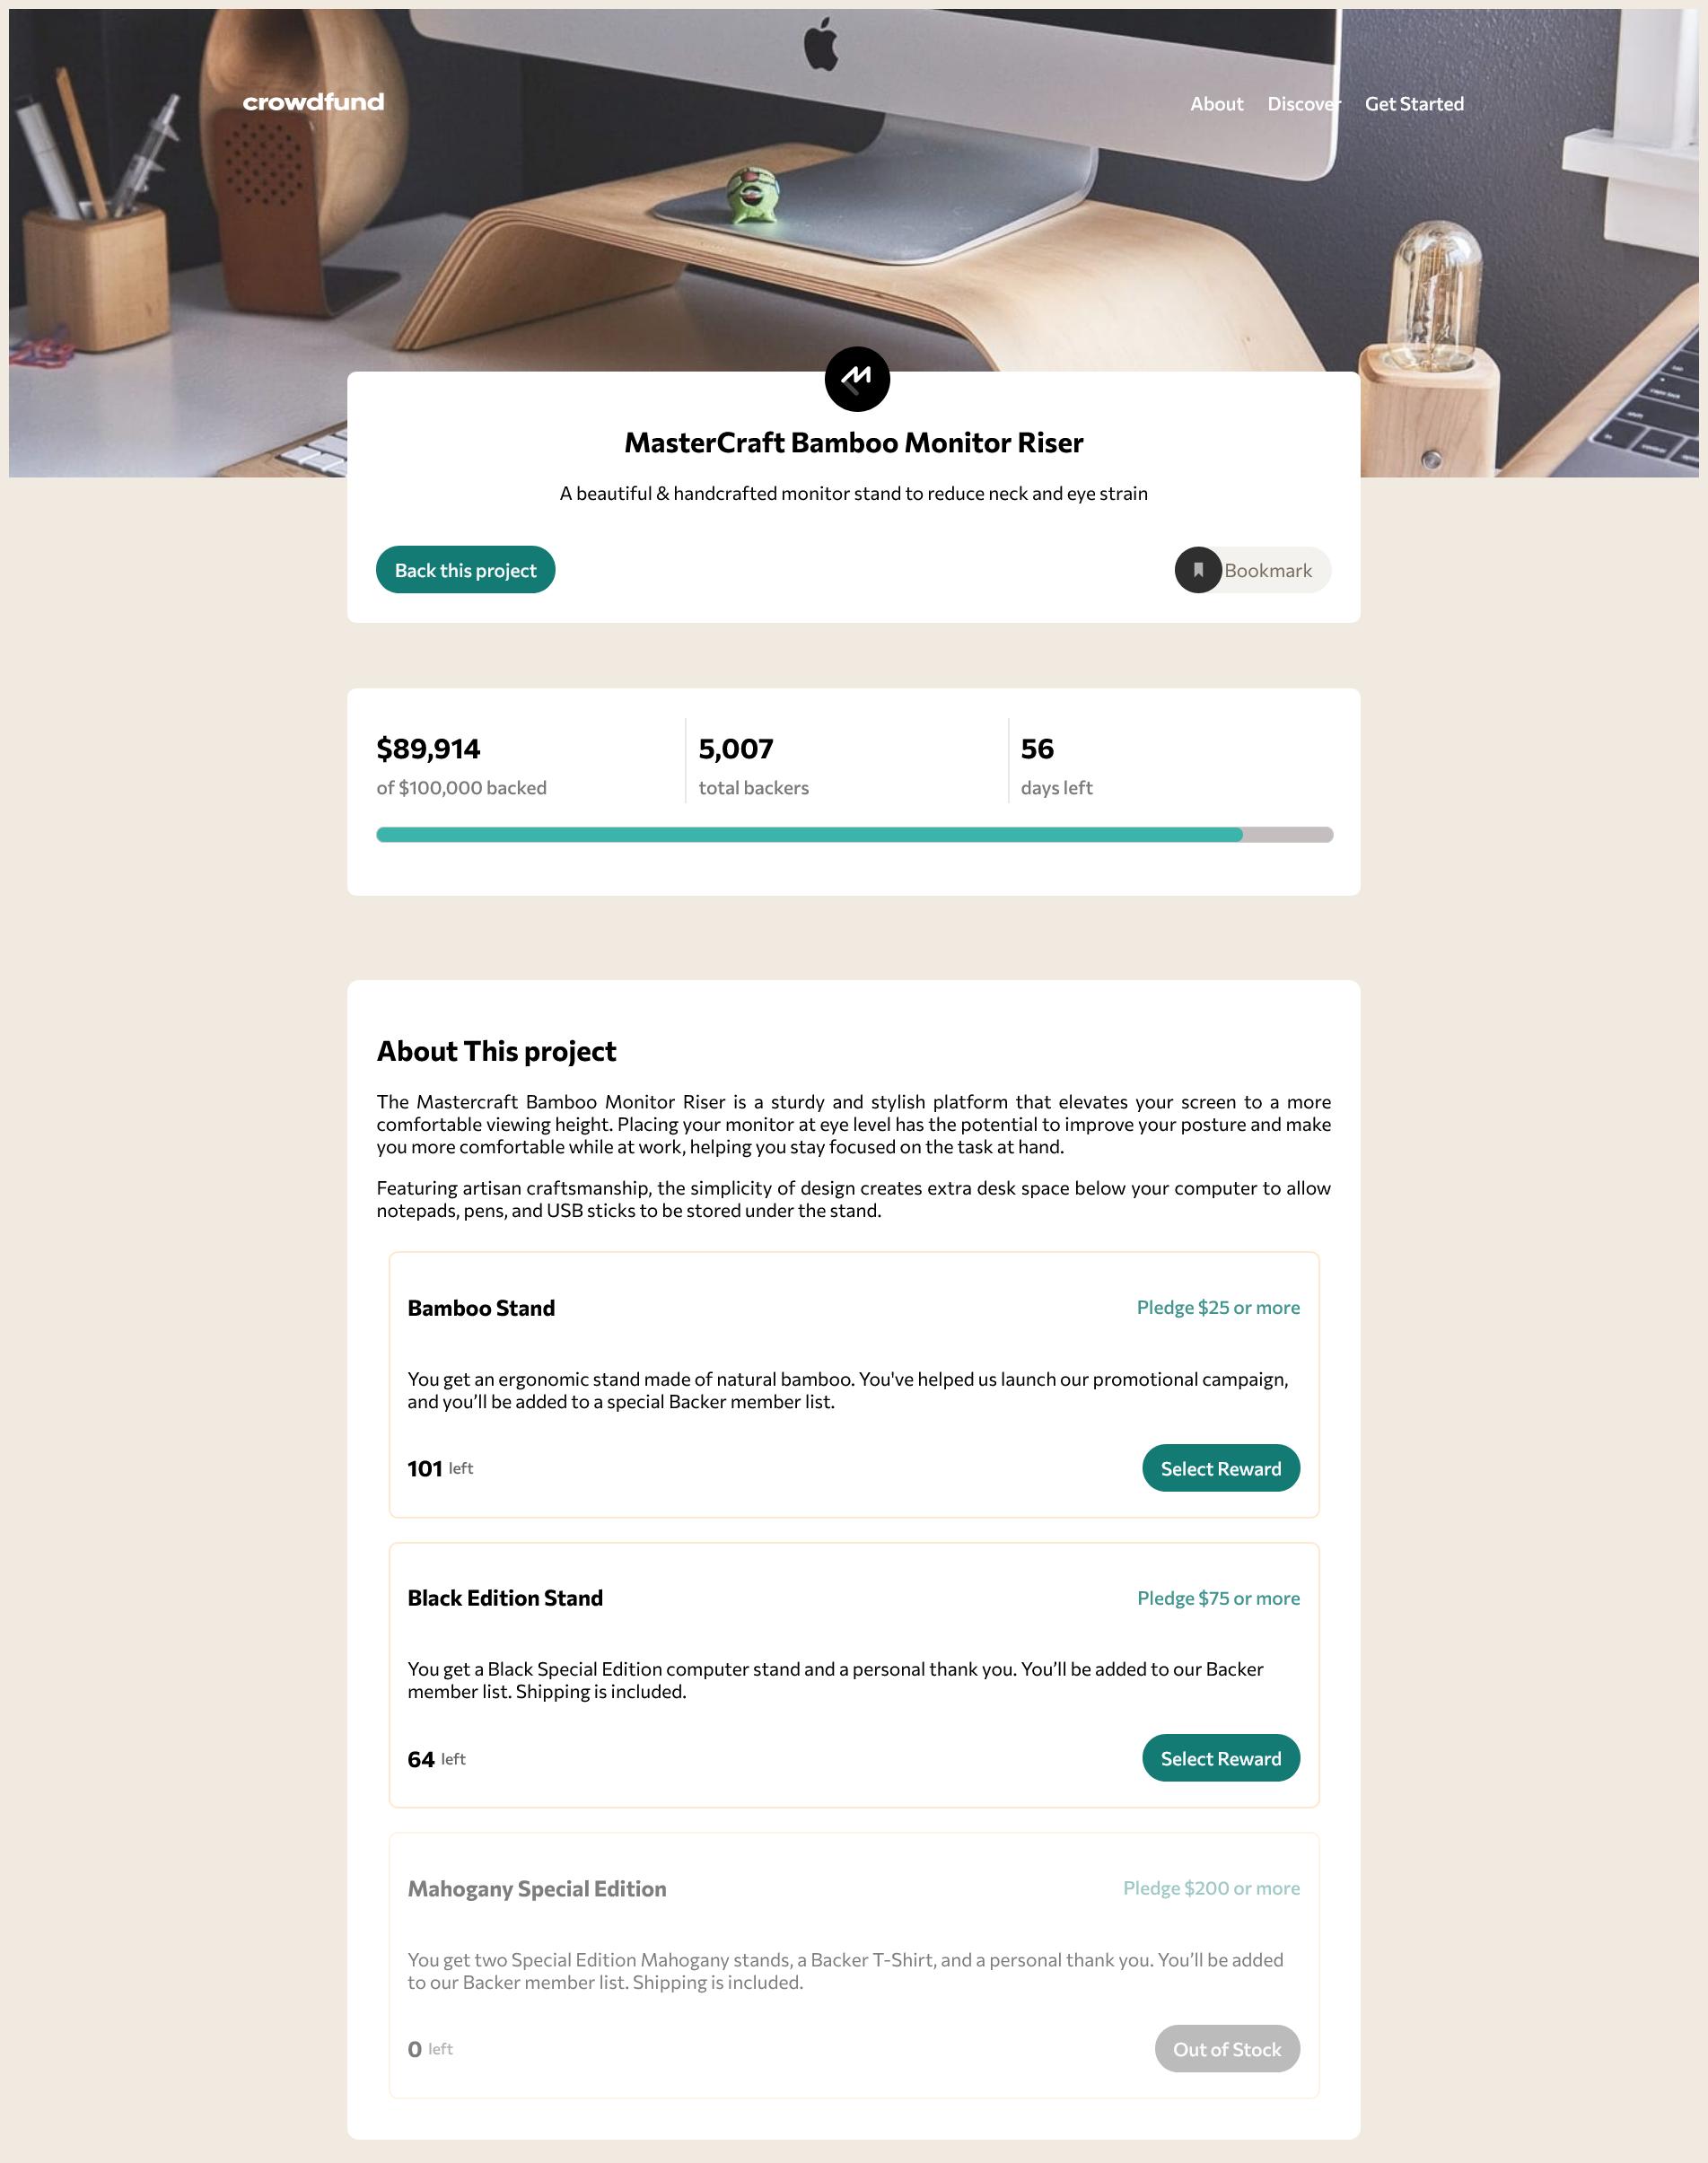 crowdfund
About Discover Get Started
MasterCraft Bamboo Monitor Riser
A beautiful & handcrafted monitor stand to reduce neck and eye strain
Back this project
Bookmark
$89,914
of $100,000 backed
5,007
total backers
56
days left
About This project
The Mastercraft Bamboo Monitor Riser is a sturdy and stylish platform that elevates your screen to a more
comfortable viewing height. Placing your monitor at eye level has the potential to improve your posture and make
you more comfortable while at work, helping you stay focused on the task at hand.
Featuring artisan craftsmanship, the simplicity of design creates extra desk space below your computer to allow
notepads, pens, and USB sticks to be stored under the stand.
Bamboo Stand
Pledge $25 or more
You get an ergonomic stand made of natural bamboo. You've helped us launch our promotional campaign,
and you’ll be added to a special Backer member list.
101 left
Select Reward
Black Edition Stand
Pledge $75 or more
You get a Black Special Edition computer stand and a personal thank you. You’ll be added to our Backer
member list. Shipping is included.
64 left
Select Reward
Mahogany Special Edition
Pledge $200 or more
You get two Special Edition Mahogany stands, a Backer T-Shirt, and a personal thank you. You’ll be added
to our Backer member list. Shipping is included.
0 left
Out of Stock